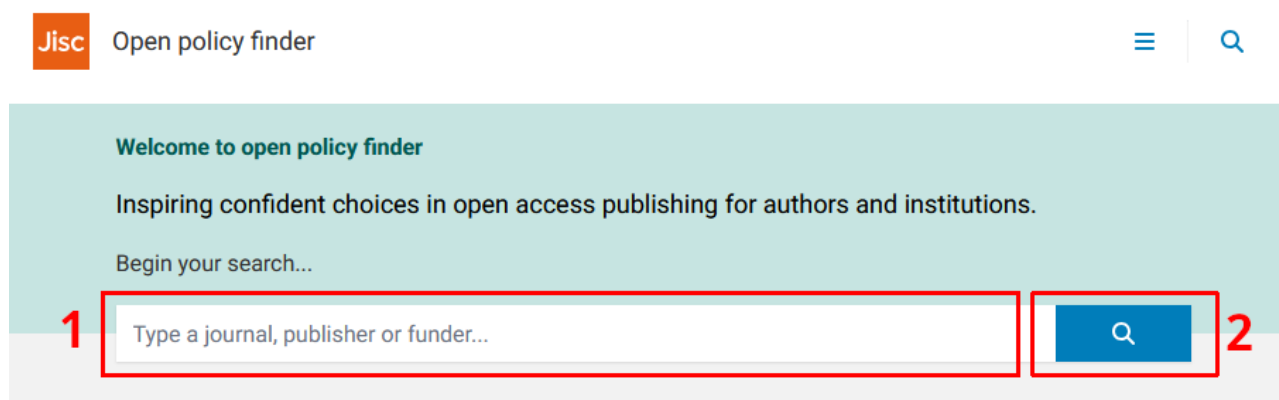 Jisc Open policy finder
Welcome to open policy finder
Inspiring confident choices in open access publishing for authors and institutions.
Begin your search...
1 Type a journal, publisher or funder... 2